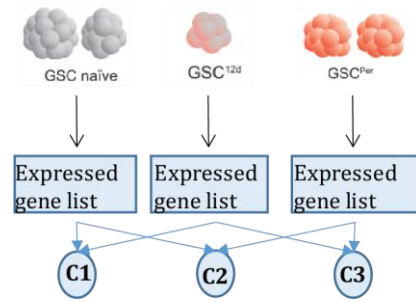 GSC naïve
GSC¹²ᵈ
GSCᴾᵉʳ
Expressed
gene list
Expressed
gene list
Expressed
gene list
C1
C2
C3